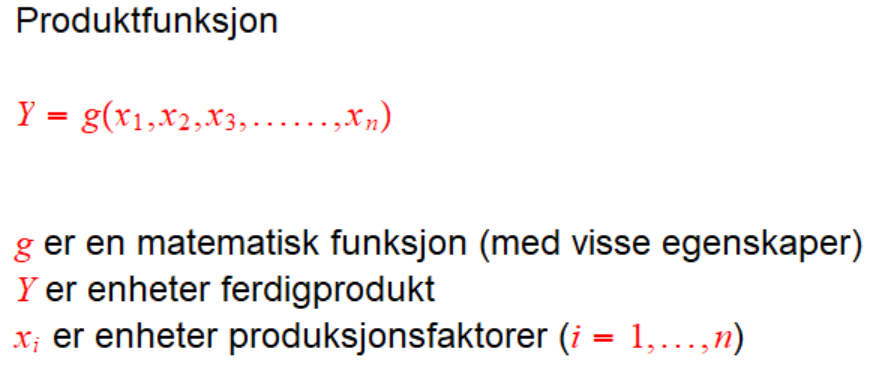 Produktfunksjon
Y = g(x₁,x₂,x₃,......,xₙ)
g er en matematisk funksjon (med visse egenskaper)
Y er enheter ferdigprodukt
xᵢ er enheter produksjonsfaktorer (i = 1,...,n)